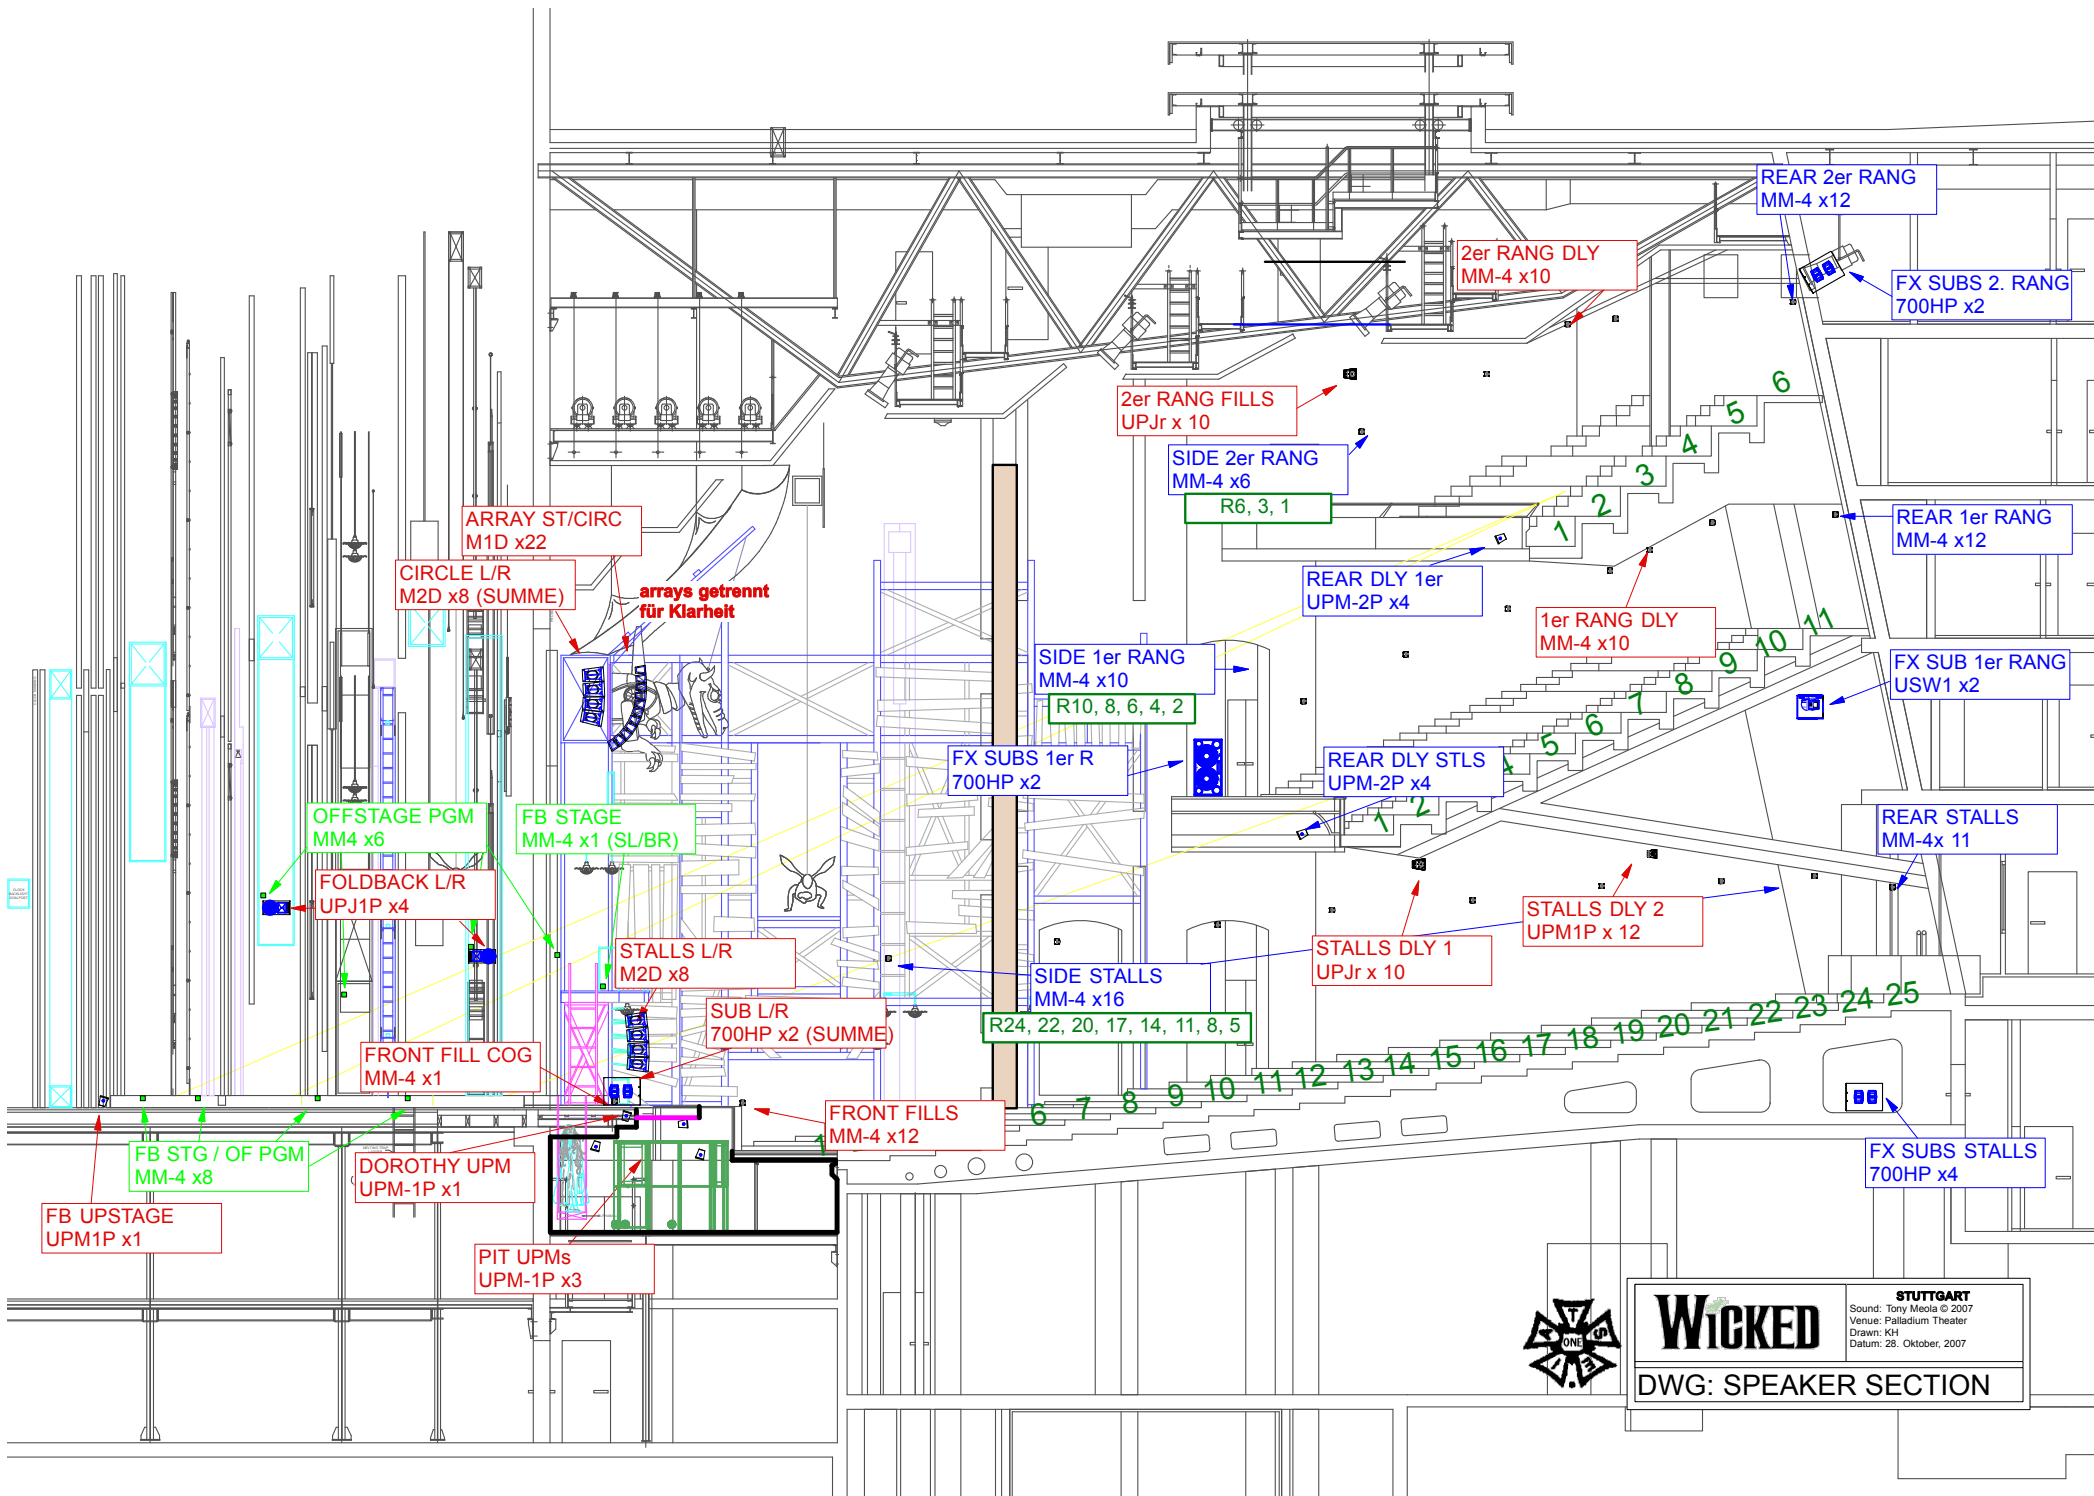 REAR 2er RANG
MM-4 x12
2er RANG DLY
MM-4 x10
FX SUBS 2. RANG
700HP x2
2er RANG FILLS
UPJr x 10
SIDE 2er RANG
MM-4 x6
R6, 3, 1
1
2
3
4
5
6
ARRAY ST/CIRC
M1D x22
CIRCLE L/R
M2D x8 (SUMME)
arrays getrennt
für Klarheit
REAR 1er RANG
MM-4 x12
REAR DLY 1er
UPM-2P x4
1er RANG DLY
MM-4 x10
SIDE 1er RANG
MM-4 x10
R10, 8, 6, 4, 2
FX SUB 1er RANG
USW1 x2
FX SUBS 1er R
700HP x2
REAR DLY STLS
UPM-2P x4
1
2
4
5
6
7
8
9
10
11
OFFSTAGE PGM
MM4 x6
FB STAGE
MM-4 x1 (SL/BR)
REAR STALLS
MM-4x 11
FOLDBACK L/R
UPJ1P x4
STALLS DLY 2
UPM1P x 12
STALLS L/R
M2D x8
STALLS DLY 1
UPJr x 10
SIDE STALLS
MM-4 x16
R24, 22, 20, 17, 14, 11, 8, 5
SUB L/R
700HP x2 (SUMME)
FRONT FILL COG
MM-4 x1
1
6
7
8
9
10
11
12
13
14
15
16
17
18
19
20
21
22
23
24
25
FRONT FILLS
MM-4 x12
FB STG / OF PGM
MM-4 x8
DOROTHY UPM
UPM-1P x1
FX SUBS STALLS
700HP x4
FB UPSTAGE
UPM1P x1
PIT UPMs
UPM-1P x3
IATSE
ONE
WICKED
STUTTGART
Sound: Tony Meola © 2007
Venue: Palladium Theater
Drawn: KH
Datum: 28. Oktober, 2007
DWG: SPEAKER SECTION